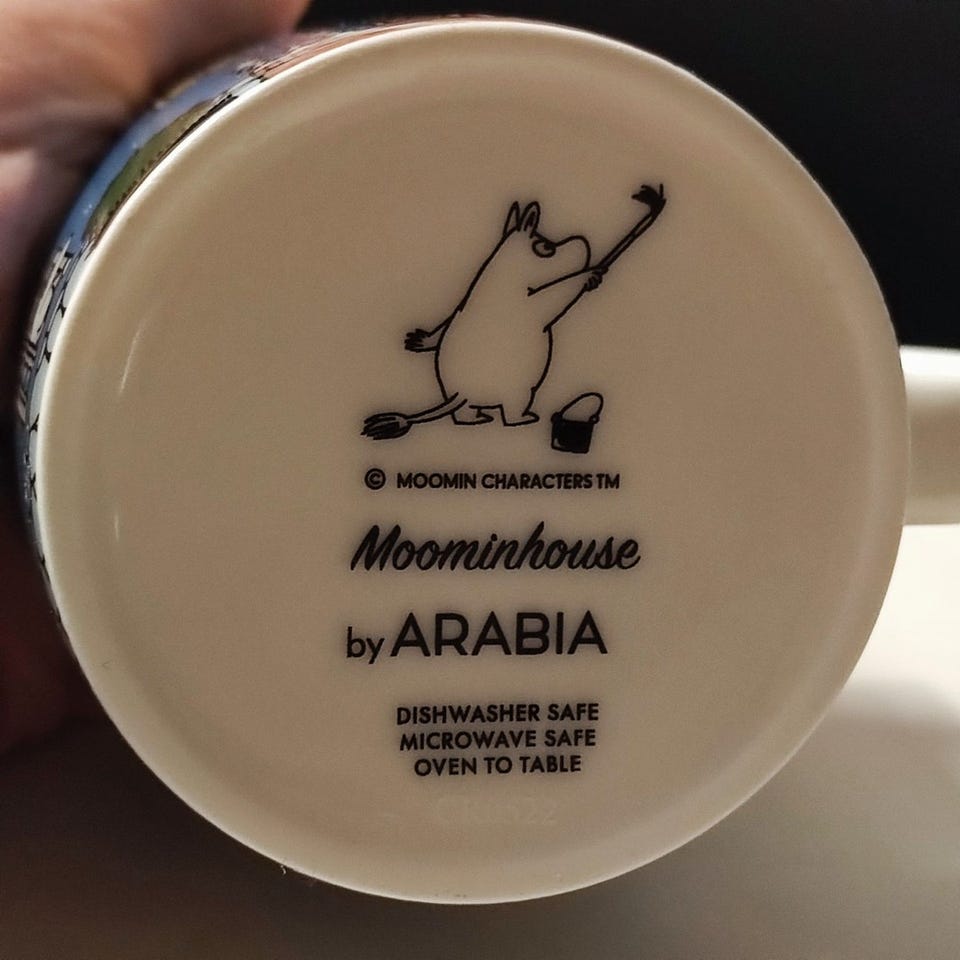 © MOOMIN CHARACTERS TM
Moominhouse
by ARABIA
DISHWASHER SAFE
MICROWAVE SAFE
OVEN TO TABLE